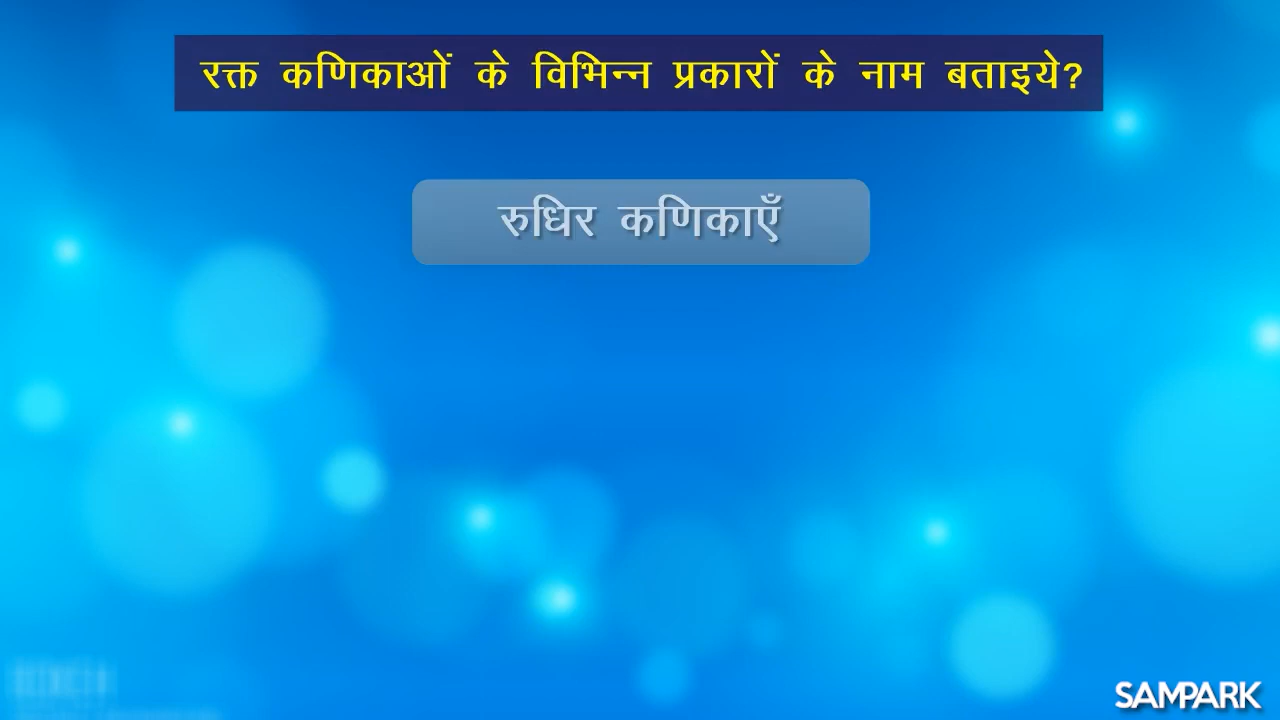 रक्त कणिकाओं के विभिन्न प्रकारों के नाम बताइये?
रुधिर कणिकाएँ
SAMPARK